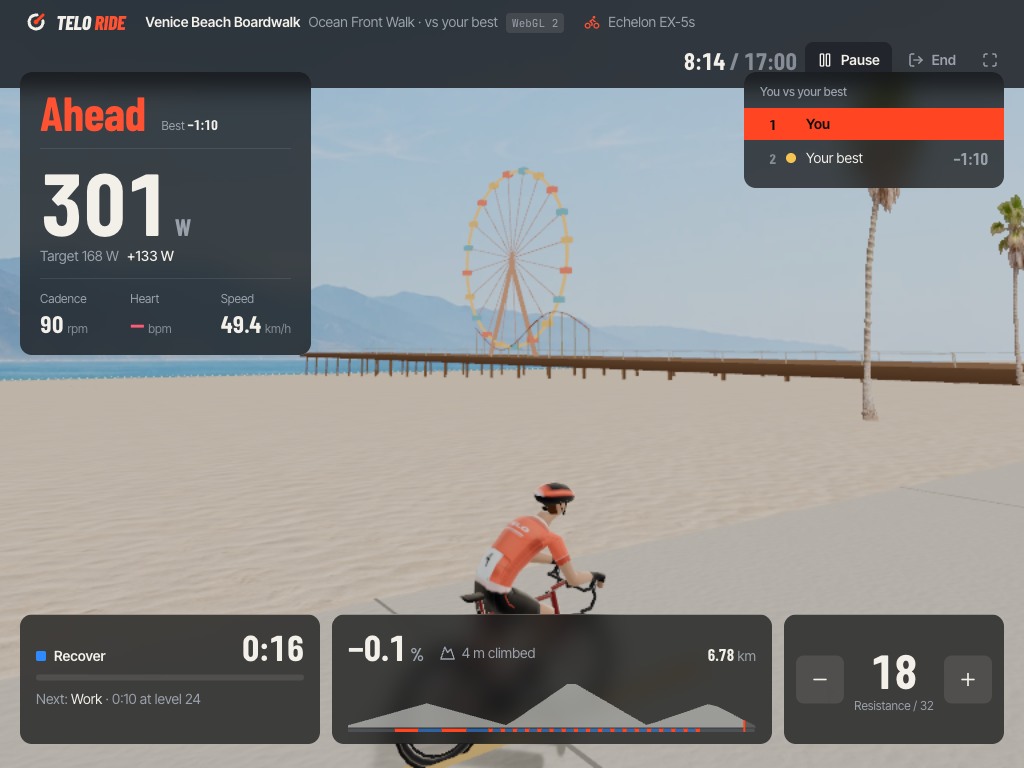 TELO RIDE Venice Beach Boardwalk Ocean Front Walk · vs your best WebGL 2 Echelon EX-5s
8:14 / 17:00 Pause End
Ahead Best −1:10
301 W
Target 168 W +133 W
Cadence Heart Speed
90 rpm – bpm 49.4 km/h
You vs your best
1 You
2 Your best −1:10
Recover 0:16
Next: Work · 0:10 at level 24
−0.1 % 4 m climbed 6.78 km
− 18 +
Resistance / 32